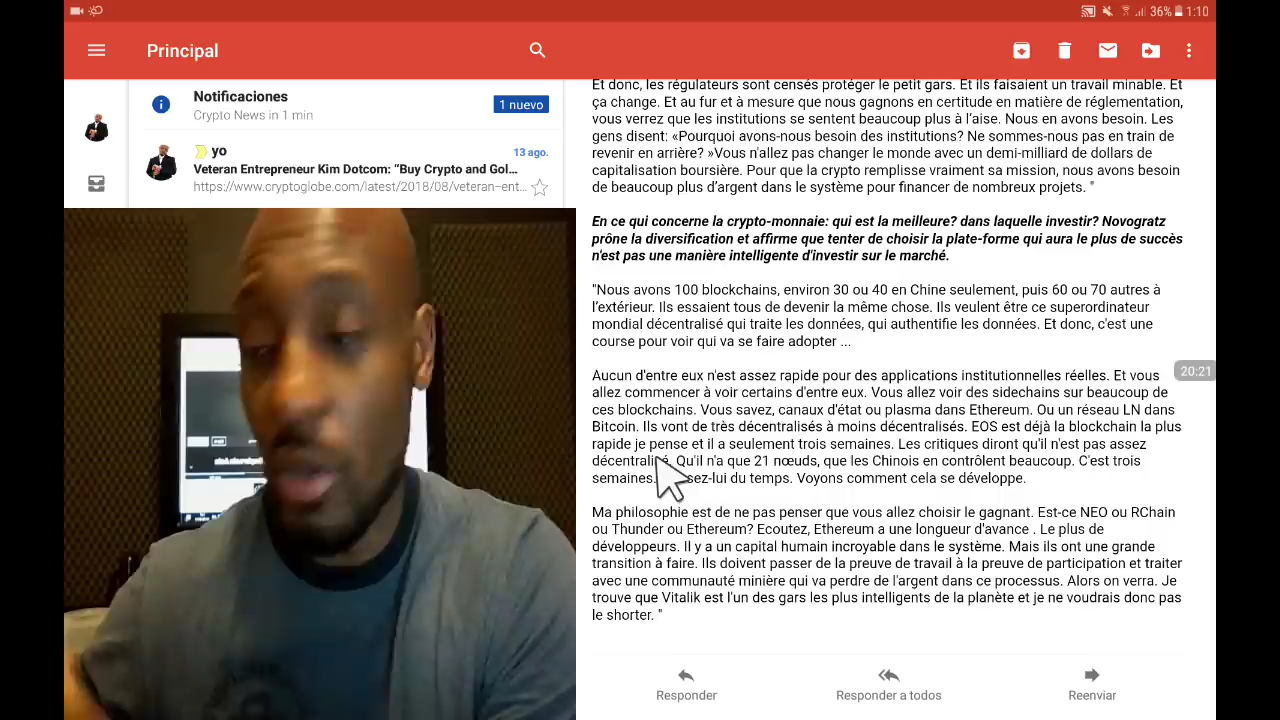 36% 1:10
Principal
Notificaciones
Crypto News in 1 min
1 nuevo
yo
13 ago.
Veteran Entrepreneur Kim Dotcom: “Buy Crypto and Gol...
https://www.cryptoglobe.com/latest/2018/08/veteran-ent...
Et donc, les régulateurs sont censés protéger le petit gars. Et ils faisaient un travail minable. Et
ça change. Et au fur et à mesure que nous gagnons en certitude en matière de réglementation,
vous verrez que les institutions se sentent beaucoup plus à l’aise. Nous en avons besoin. Les
gens disent: «Pourquoi avons-nous besoin des institutions? Ne sommes-nous pas en train de
revenir en arrière? »Vous n'allez pas changer le monde avec un demi-milliard de dollars de
capitalisation boursière. Pour que la crypto remplisse vraiment sa mission, nous avons besoin
de beaucoup plus d’argent dans le système pour financer de nombreux projets. "
En ce qui concerne la crypto-monnaie: qui est la meilleure? dans laquelle investir? Novogratz
prône la diversification et affirme que tenter de choisir la plate-forme qui aura le plus de succès
n'est pas une manière intelligente d'investir sur le marché.
"Nous avons 100 blockchains, environ 30 ou 40 en Chine seulement, puis 60 ou 70 autres à
l’extérieur. Ils essaient tous de devenir la même chose. Ils veulent être ce superordinateur
mondial décentralisé qui traite les données, qui authentifie les données. Et donc, c'est une
course pour voir qui va se faire adopter ...
20:21
Aucun d'entre eux n'est assez rapide pour des applications institutionnelles réelles. Et vous
allez commencer à voir certains d'entre eux. Vous allez voir des sidechains sur beaucoup de
ces blockchains. Vous savez, canaux d'état ou plasma dans Ethereum. Ou un réseau LN dans
Bitcoin. Ils vont de très décentralisés à moins décentralisés. EOS est déjà la blockchain la plus
rapide je pense et il a seulement trois semaines. Les critiques diront qu'il n'est pas assez
décentralisé. Qu'il n'a que 21 nœuds, que les Chinois en contrôlent beaucoup. C'est trois
semaines. sez-lui du temps. Voyons comment cela se développe.
Ma philosophie est de ne pas penser que vous allez choisir le gagnant. Est-ce NEO ou RChain
ou Thunder ou Ethereum? Ecoutez, Ethereum a une longueur d'avance . Le plus de
développeurs. Il y a un capital humain incroyable dans le système. Mais ils ont une grande
transition à faire. Ils doivent passer de la preuve de travail à la preuve de participation et traiter
avec une communauté minière qui va perdre de l'argent dans ce processus. Alors on verra. Je
trouve que Vitalik est l'un des gars les plus intelligents de la planète et je ne voudrais donc pas
le shorter. "
Responder
Responder a todos
Reenviar